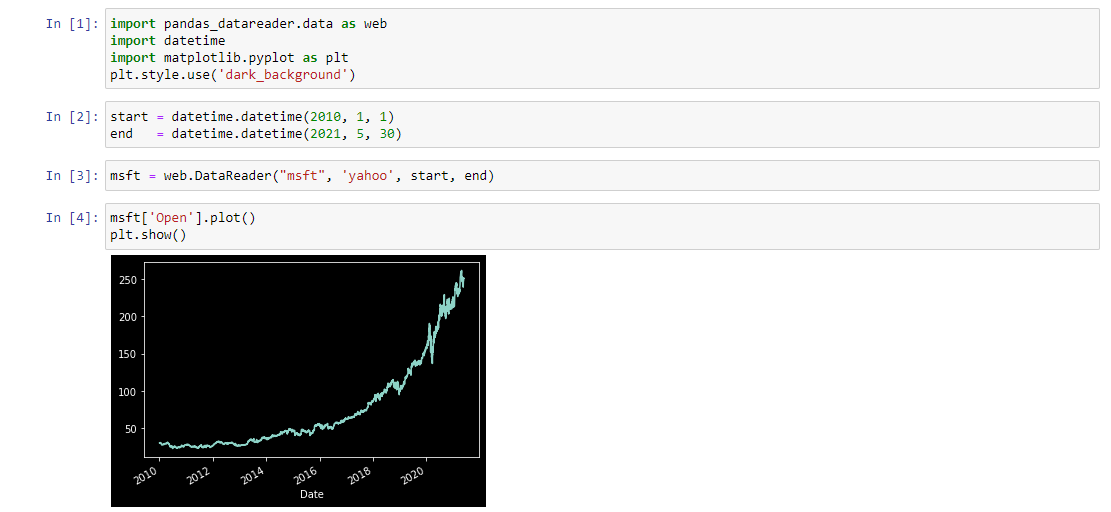 In [1]: import pandas_datareader.data as web
import datetime
import matplotlib.pyplot as plt
plt.style.use('dark_background')
In [2]: start = datetime.datetime(2010, 1, 1)
end   = datetime.datetime(2021, 5, 30)
In [3]: msft = web.DataReader("msft", 'yahoo', start, end)
In [4]: msft['Open'].plot()
plt.show()
250
200
150
100
50
2010 2012 2014 2016 2018 2020
Date